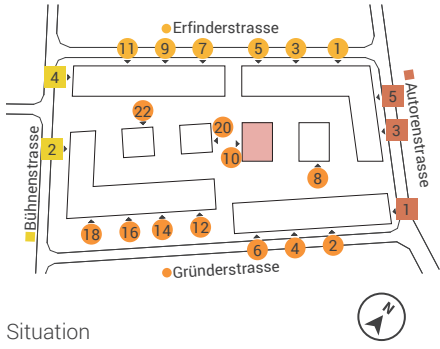 Erfinderstrasse
11 9 7 5 3 1
4
5
22
20
3
2
10
8
Bühnenstrasse
Autorenstrasse
1
18 16 14 12
6 4 2
Gründerstrasse
N
Situation